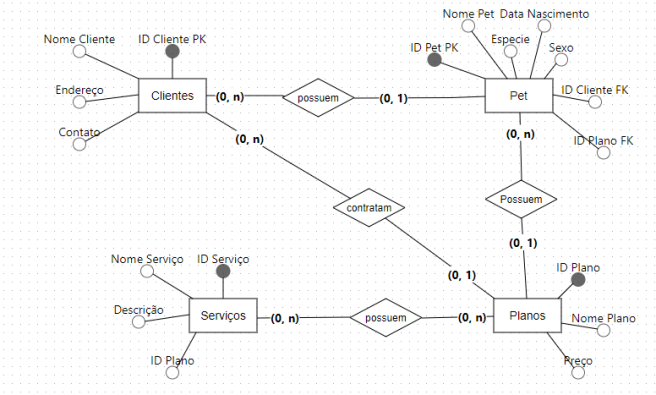 Nome Pet Data Nascimento
Nome Cliente ID Cliente PK ID Pet PK Especie Sexo
Endereço Clientes (0, n) possuem (0, 1) Pet ID Cliente FK
Contato (0, n) (0, n) ID Plano FK
contratam Possuem
(0, 1)
Nome Serviço ID Serviço (0, 1) ID Plano
Descrição Serviços (0, n) possuem (0, n) Planos Nome Plano
ID Plano Preço